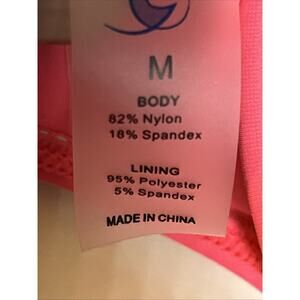 M
BODY
82% Nylon
18% Spandex
LINING
95% Polyester
5% Spandex
MADE IN CHINA